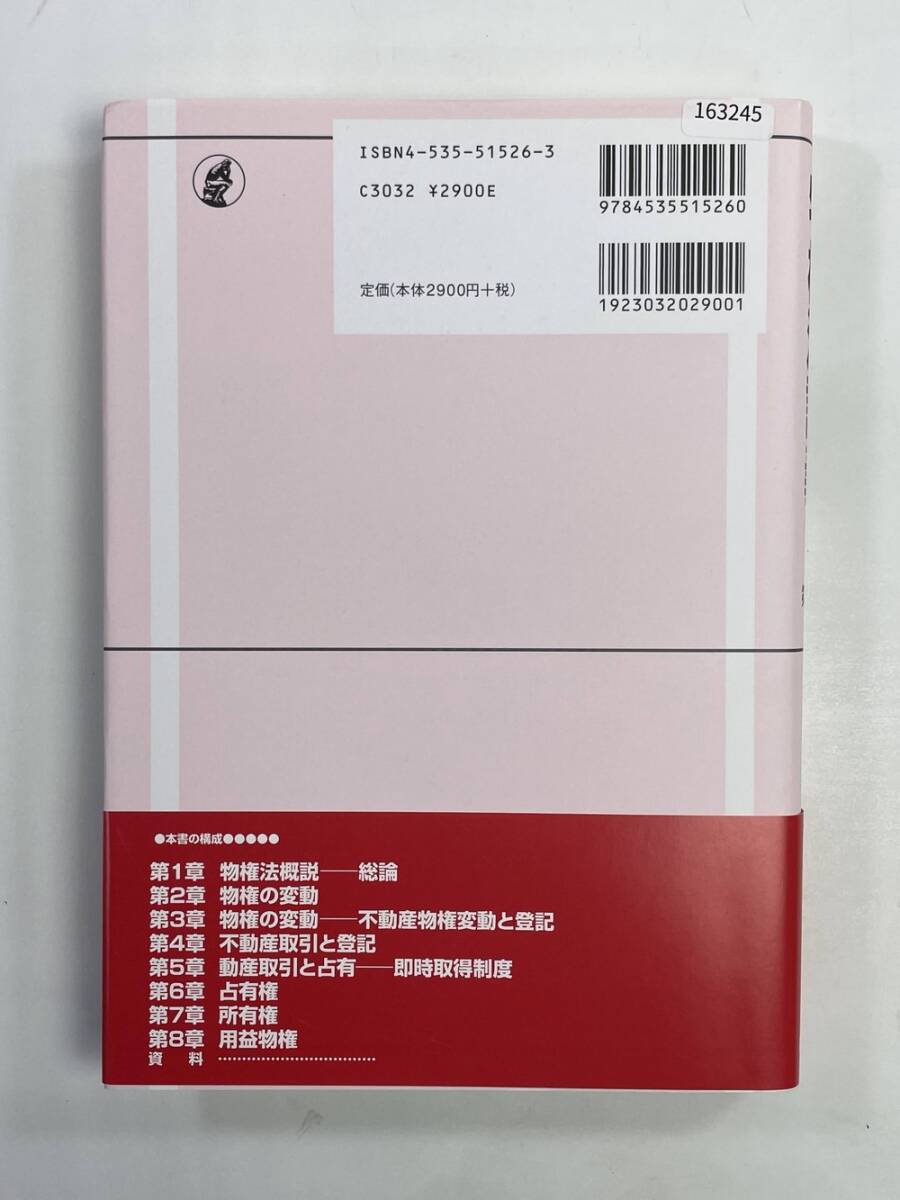 163245
ISBN4-535-51526-3
C3032 ¥2900E
9784535515260
定価(本体2900円+税)
1923032029001
●本書の構成●●●●●
第1章 物権法概説──総論
第2章 物権の変動
第3章 物権の変動──不動産物権変動と登記
第4章 不動産取引と登記
第5章 動産取引と占有──即時取得制度
第6章 占有権
第7章 所有権
第8章 用益物権
資 料 ………………………………